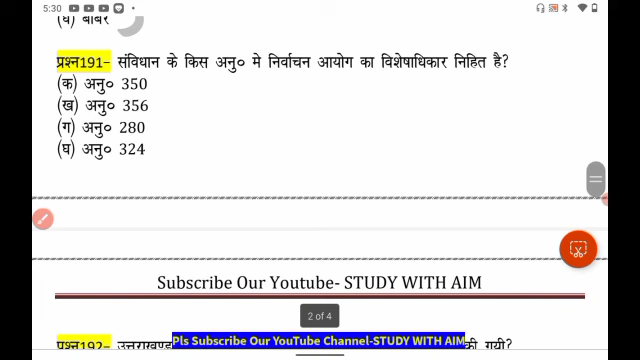 5:30
(घ) बाबर
प्रश्न191- संविधान के किस अनु० मे निर्वाचन आयोग का विशेषाधिकार निहित है?
(क) अनु० 350
(ख) अनु० 356
(ग) अनु० 280
(घ) अनु० 324
Subscribe Our Youtube- STUDY WITH AIM
2 of 4
प्रश्न192- उत्तराखण्ड की गयी?
Pls Subscribe Our YouTube Channel-STUDY WITH AIM